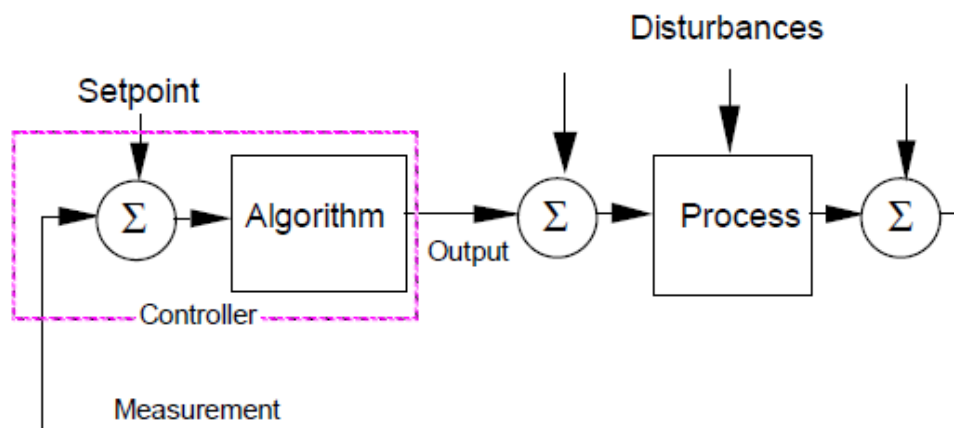 Disturbances
Setpoint
Σ
Algorithm
Σ
Process
Σ
Output
Controller
Measurement